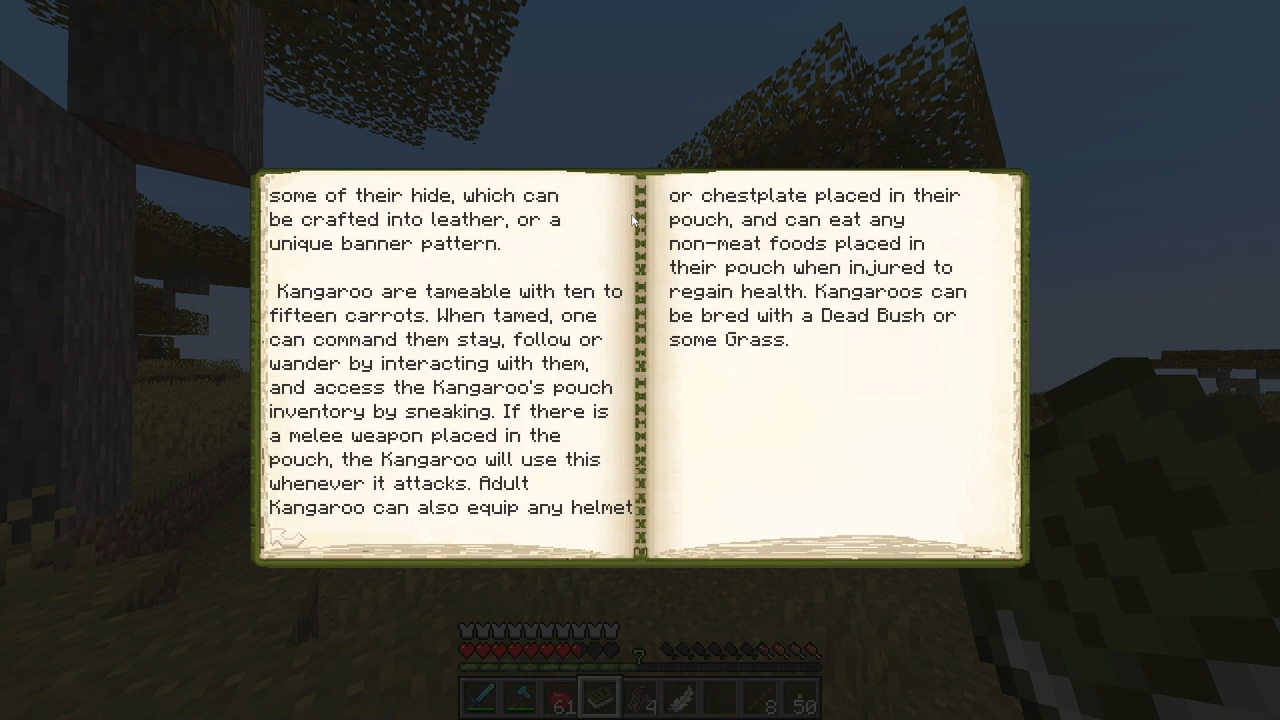 some of their hide, which can
be crafted into leather, or a
unique banner pattern.
Kangaroo are tameable with ten to
fifteen carrots. When tamed, one
can command them stay, follow or
wander by interacting with them,
and access the Kangaroo's pouch
inventory by sneaking. If there is
a melee weapon placed in the
pouch, the Kangaroo will use this
whenever it attacks. Adult
Kangaroo can also equip any helmet
or chestplate placed in their
pouch, and can eat any
non-meat foods placed in
their pouch when injured to
regain health. Kangaroos can
be bred with a Dead Bush or
some Grass.
7
61
4
8
50